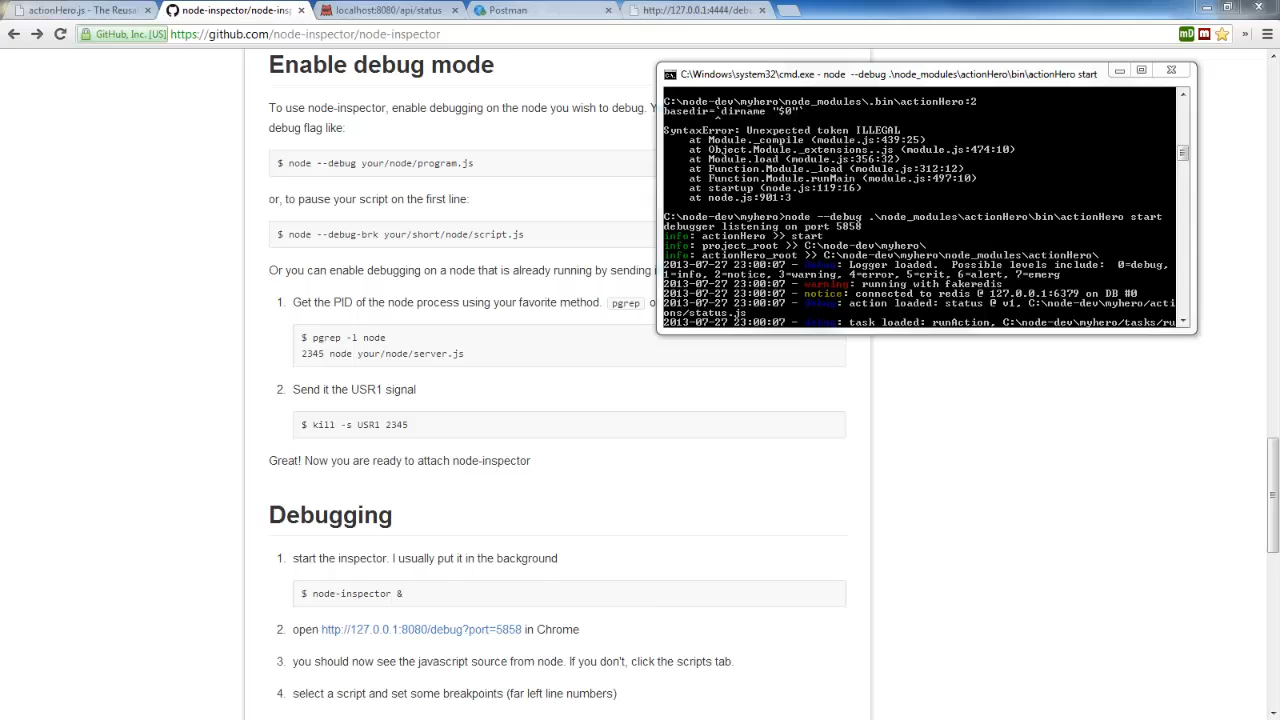 actionHero.js - The Reusa
node-inspector/node-ins
localhost:8080/api/status
Postman
http://127.0.0.1:4444/deb
GitHub, Inc. [US] https://github.com/node-inspector/node-inspector
Enable debug mode
To use node-inspector, enable debugging on the node you wish to debug. Y
debug flag like:
$ node --debug your/node/program.js
or, to pause your script on the first line:
$ node --debug-brk your/short/node/script.js
Or you can enable debugging on a node that is already running by sending i
1. Get the PID of the node process using your favorite method. pgrep o
$ pgrep -l node
2345 node your/node/server.js
2. Send it the USR1 signal
$ kill -s USR1 2345
Great! Now you are ready to attach node-inspector
Debugging
1. start the inspector. I usually put it in the background
$ node-inspector &
2. open http://127.0.0.1:8080/debug?port=5858 in Chrome
3. you should now see the javascript source from node. If you don't, click the scripts tab.
4. select a script and set some breakpoints (far left line numbers)
C:\Windows\system32\cmd.exe - node --debug .\node_modules\actionHero\bin\actionHero start
C:\node-dev\myhero\node_modules\.bin\actionHero:2
basedir=`dirname "$0"`
^
SyntaxError: Unexpected token ILLEGAL
at Module._compile (module.js:439:25)
at Object.Module._extensions..js (module.js:474:10)
at Module.load (module.js:356:32)
at Function.Module._load (module.js:312:12)
at Function.Module.runMain (module.js:497:10)
at startup (node.js:119:16)
at node.js:901:3
C:\node-dev\myhero>node --debug .\node_modules\actionHero\bin\actionHero start
debugger listening on port 5858
info: actionHero >> start
info: project_root >> C:\node-dev\myhero\
info: actionHero_root >> C:\node-dev\myhero\node_modules\actionHero\
2013-07-27 23:00:07 - debug: Logger loaded. Possible levels include: 0=debug,
1=info, 2=notice, 3=warning, 4=error, 5=crit, 6=alert, 7=emerg
2013-07-27 23:00:07 - warning: running with fakeredis
2013-07-27 23:00:07 - notice: connected to redis @ 127.0.0.1:6379 on DB #0
2013-07-27 23:00:07 - debug: action loaded: status @ v1, C:\node-dev\myhero/acti
ons/status.js
2013-07-27 23:00:07 - debug: task loaded: runAction, C:\node-dev\myhero/tasks/ru